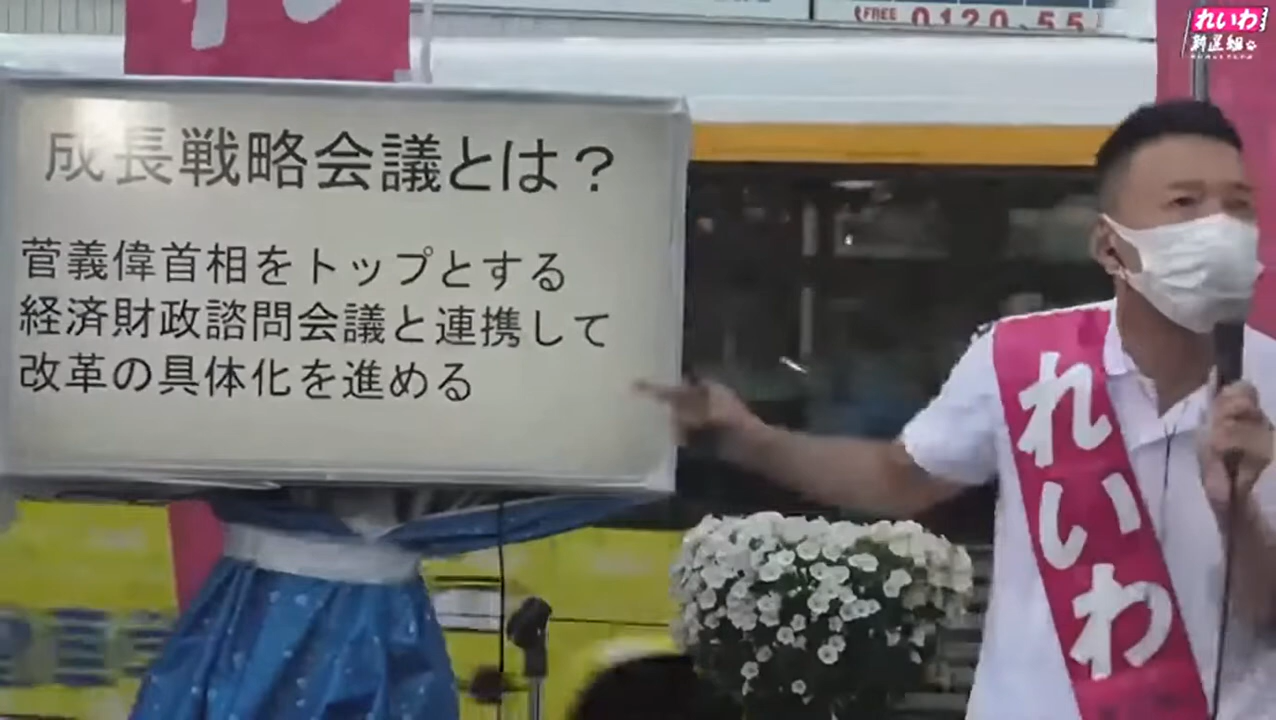 FREE 0120-55
れいわ
新選組
成長戦略会議とは？
菅義偉首相をトップとする
経済財政諮問会議と連携して
改革の具体化を進める
れいわ